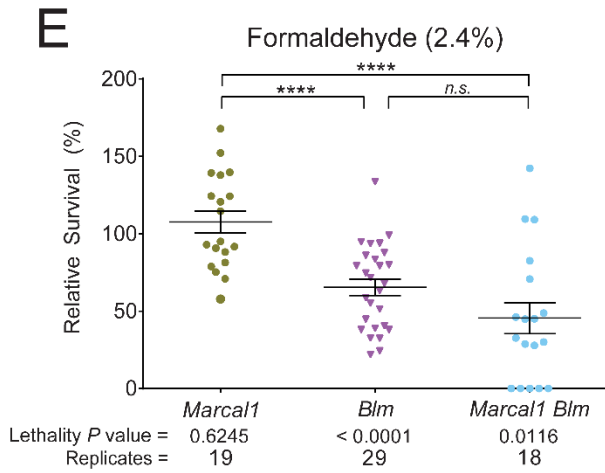 E
Formaldehyde (2.4%)
****
**** n.s.
Relative Survival (%)
200
150
100
50
0
Marcal1 Blm Marcal1 Blm
Lethality P value = 0.6245 < 0.0001 0.0116
Replicates = 19 29 18